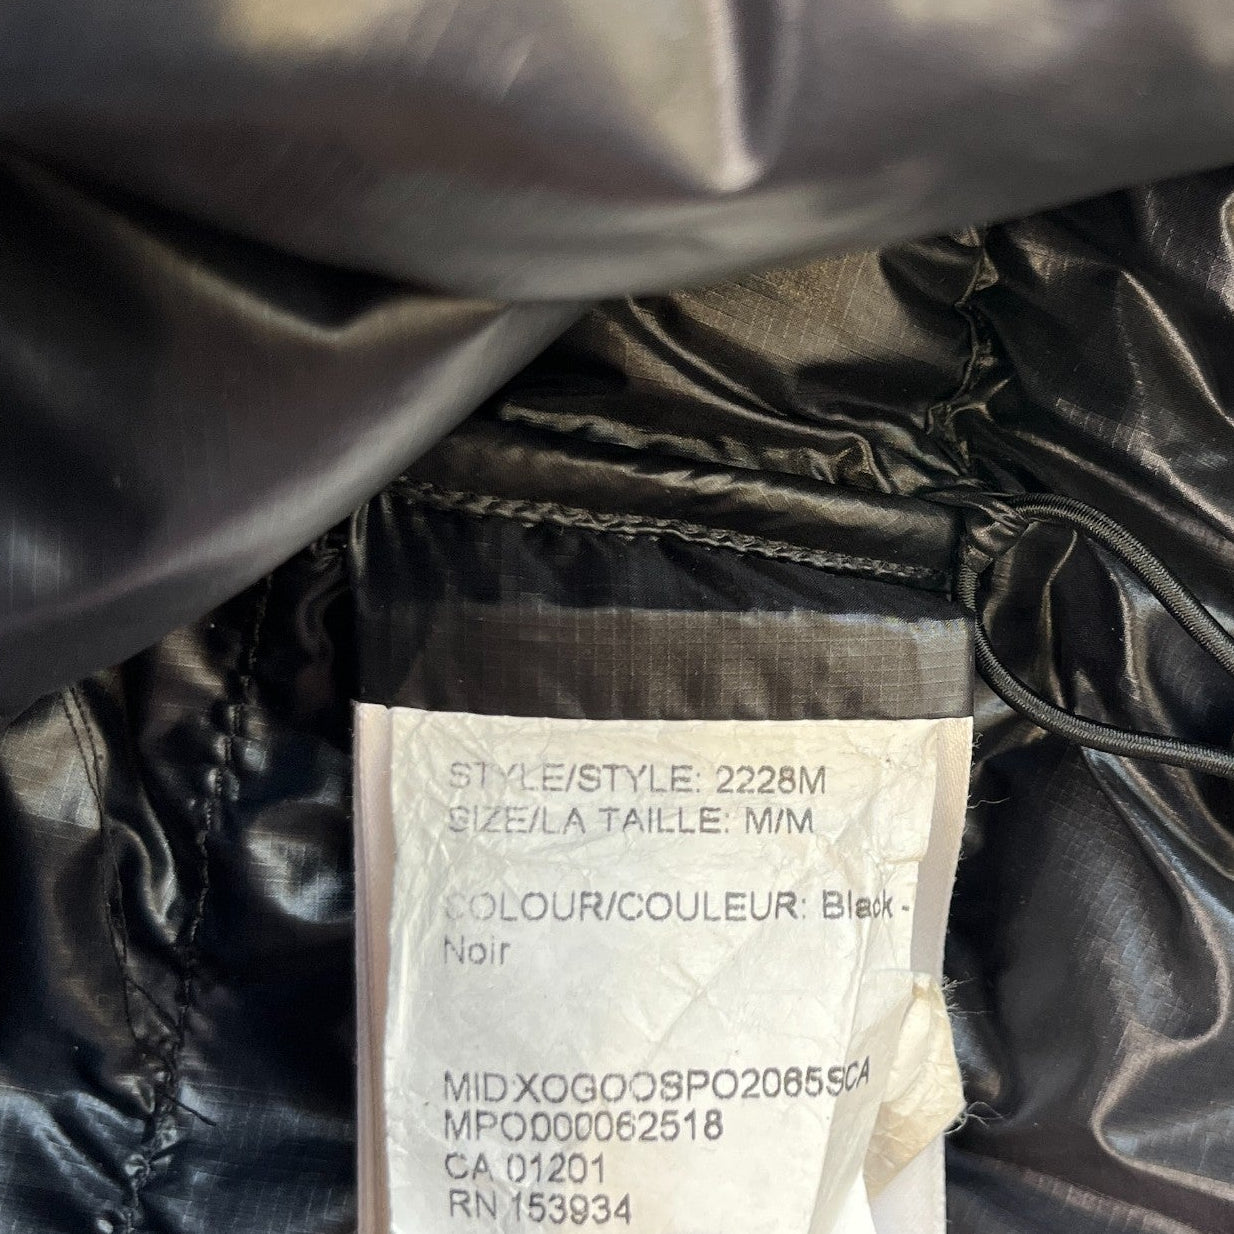 STYLE/STYLE: 2228M
SIZE/LA TAILLE: M/M
COLOUR/COULEUR: Black -
Noir
MIDXOGOOSPO2065SCA
MPO000062518
CA 01201
RN 153934